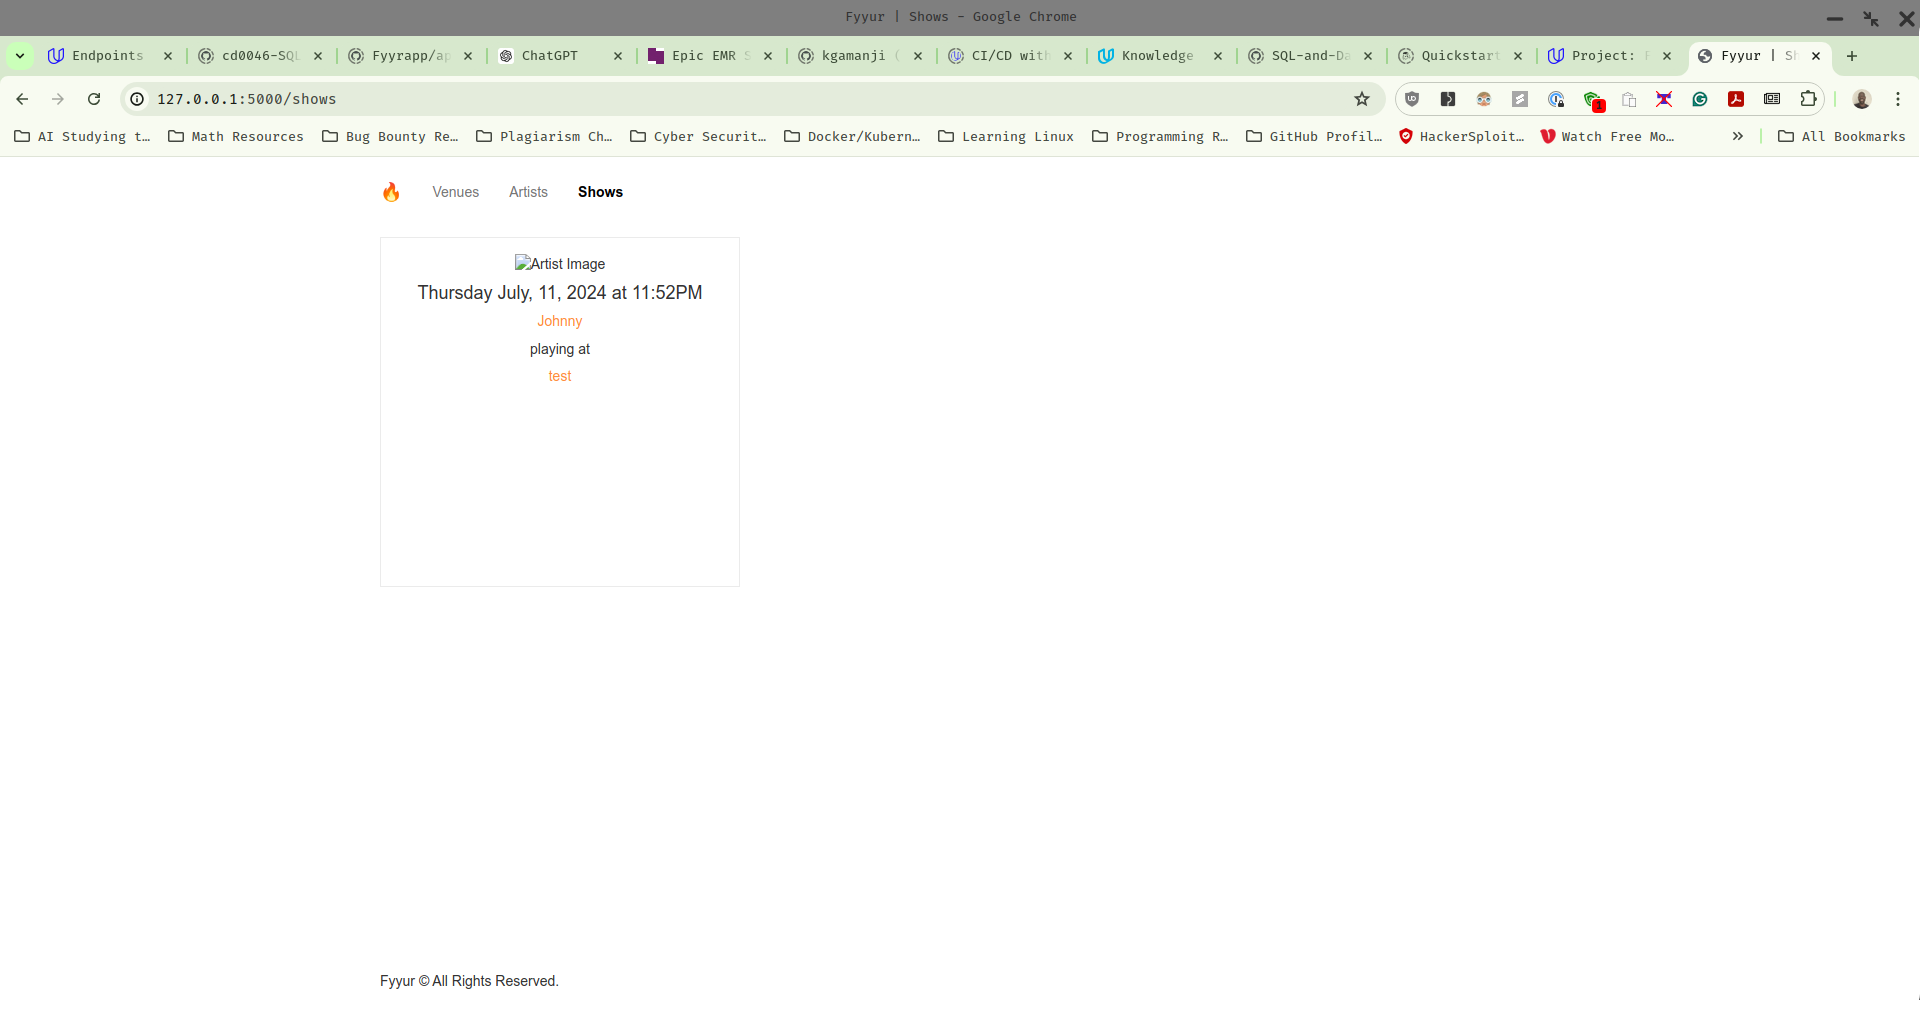 Fyyur | Shows - Google Chrome
Endpoints
cd0046-SQL
Fyyrapp/ap
ChatGPT
Epic EMR S
kgamanji (
CI/CD with
Knowledge
SQL-and-Da
Quickstart
Project: F
Fyyur | Sh
127.0.0.1:5000/shows
1
AI Studying t…
Math Resources
Bug Bounty Re…
Plagiarism Ch…
Cyber Securit…
Docker/Kubern…
Learning Linux
Programming R…
GitHub Profil…
HackerSploit…
Watch Free Mo…
All Bookmarks
Venues
Artists
Shows
Artist Image
Thursday July, 11, 2024 at 11:52PM
Johnny
playing at
test
Fyyur © All Rights Reserved.